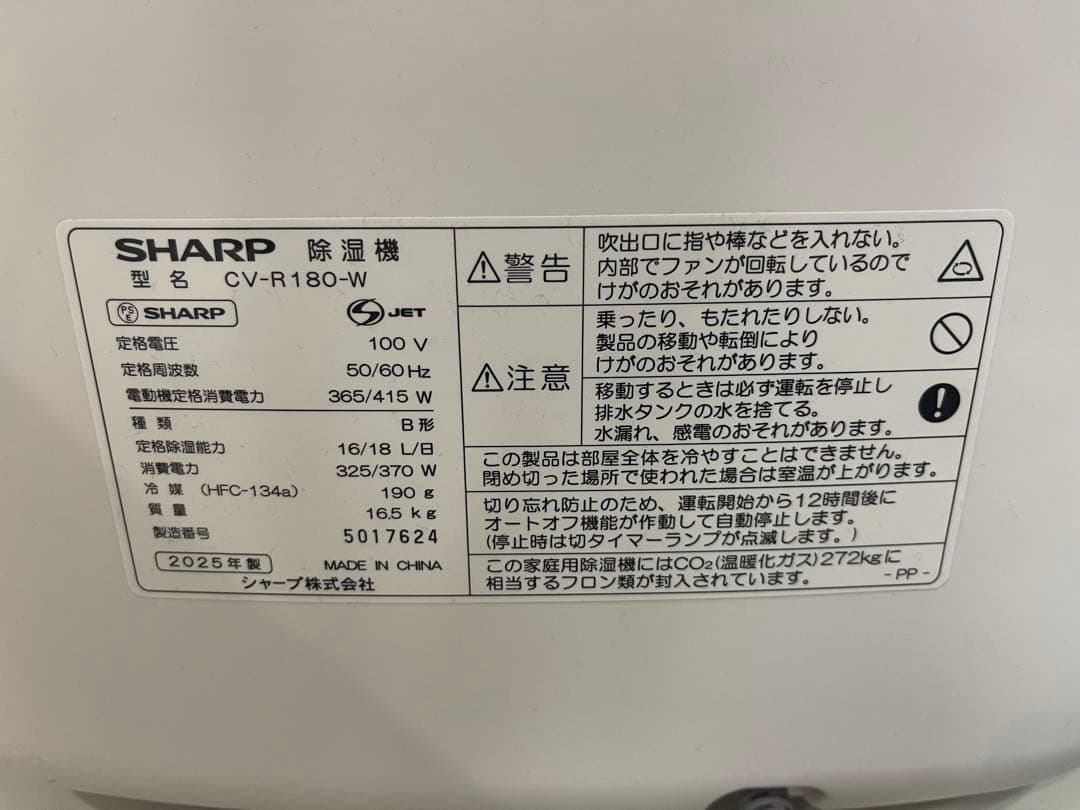 SHARP 除湿機
型名 CV-R180-W
PS E SHARP
S JET
定格電圧 100 V
定格周波数 50/60 Hz
電動機定格消費電力 365/415 W
種類 B形
定格除湿能力 16/18 L/日
消費電力 325/370 W
冷媒 (HFC-134a) 190 g
質量 16.5 kg
製造番号 5017624
2025年製 MADE IN CHINA
シャープ株式会社
警告
吹出口に指や棒などを入れない。
内部でファンが回転しているので
けがのおそれがあります。
注意
乗ったり、もたれたりしない。
製品の移動や転倒により
けがのおそれがあります。
移動するときは必ず運転を停止し
排水タンクの水を捨てる。
水漏れ、感電のおそれがあります。
この製品は部屋全体を冷やすことはできません。
閉め切った場所で使われた場合は室温が上がります。
切り忘れ防止のため、運転開始から12時間後に
オートオフ機能が作動して自動停止します。
(停止時は切タイマーランプが点滅します。)
この家庭用除湿機にはCO₂(温暖化ガス)272kgに
相当するフロン類が封入されています。
-PP-